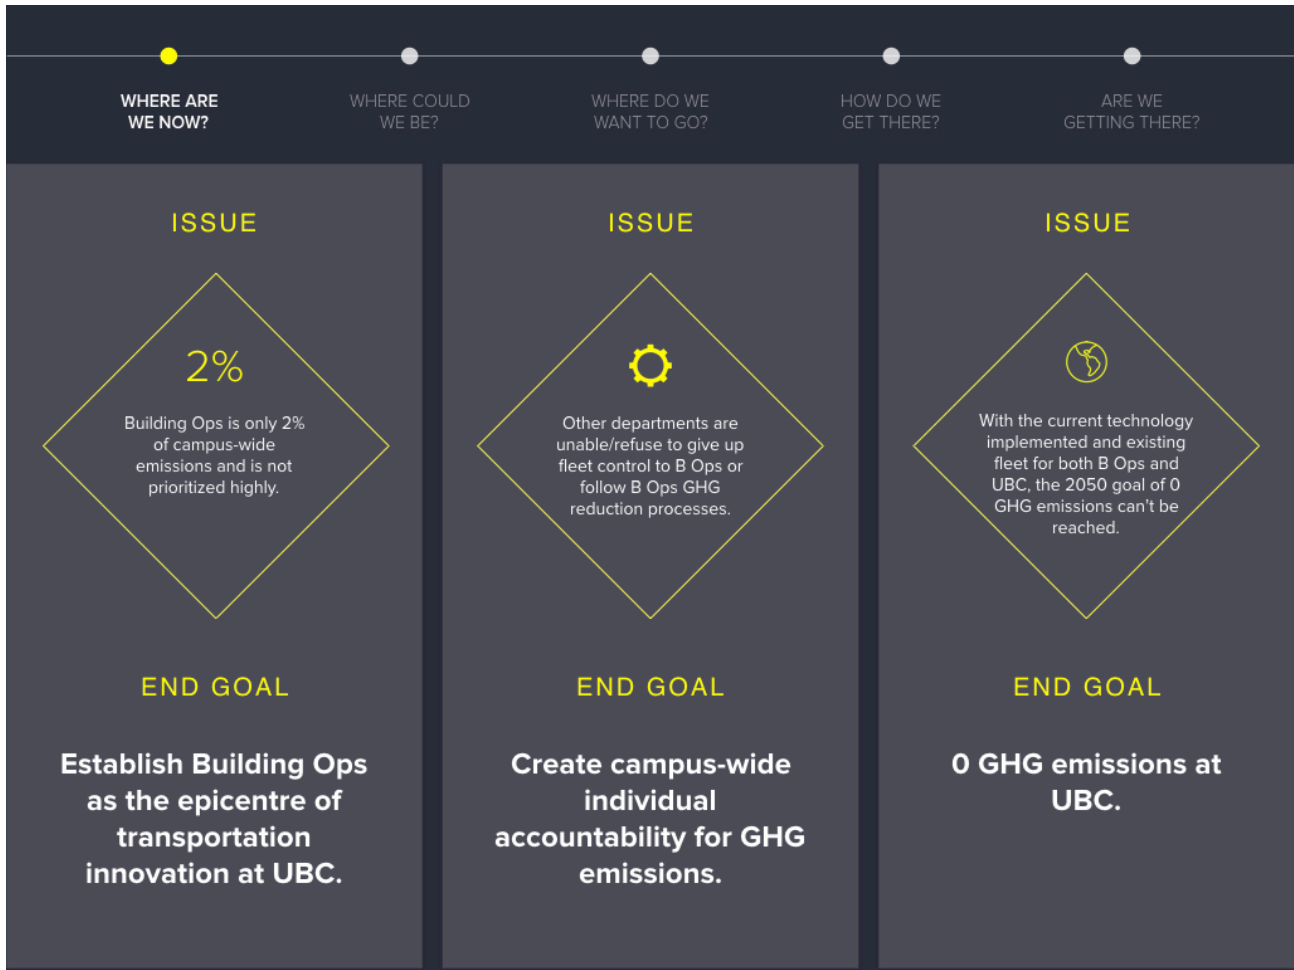 WHERE ARE
WE NOW?
WHERE COULD
WE BE?
WHERE DO WE
WANT TO GO?
HOW DO WE
GET THERE?
ARE WE
GETTING THERE?
ISSUE
2%
Building Ops is only 2%
of campus-wide
emissions and is not
prioritized highly.
END GOAL
Establish Building Ops
as the epicentre of
transportation
innovation at UBC.
ISSUE
Other departments are
unable/refuse to give up
fleet control to B Ops or
follow B Ops GHG
reduction processes.
END GOAL
Create campus-wide
individual
accountability for GHG
emissions.
ISSUE
With the current technology
implemented and existing
fleet for both B Ops and
UBC, the 2050 goal of 0
GHG emissions can't be
reached.
END GOAL
0 GHG emissions at
UBC.